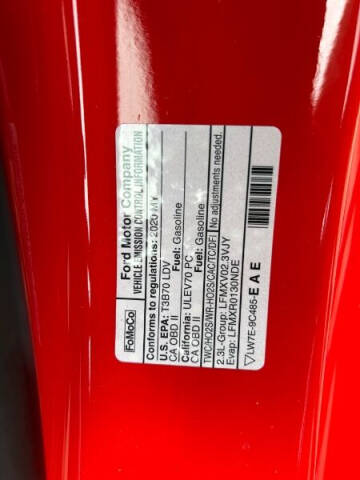 FoMoCo
Ford Motor Company
VEHICLE EMISSION CONTROL INFORMATION
Conforms to regulations: 2020 MY
U.S. EPA: T3B70 LDV Fuel: Gasoline
CA OBD II
California: ULEV70 PC Fuel: Gasoline
CA OBD II
TWC/HO2S/WR-HO2S/CAC/TC/DFI No adjustments needed.
2.3L-Group: LFMXV02.3VJY
Evap: LFMXR0130NDE
LW7E-9C485-EAE